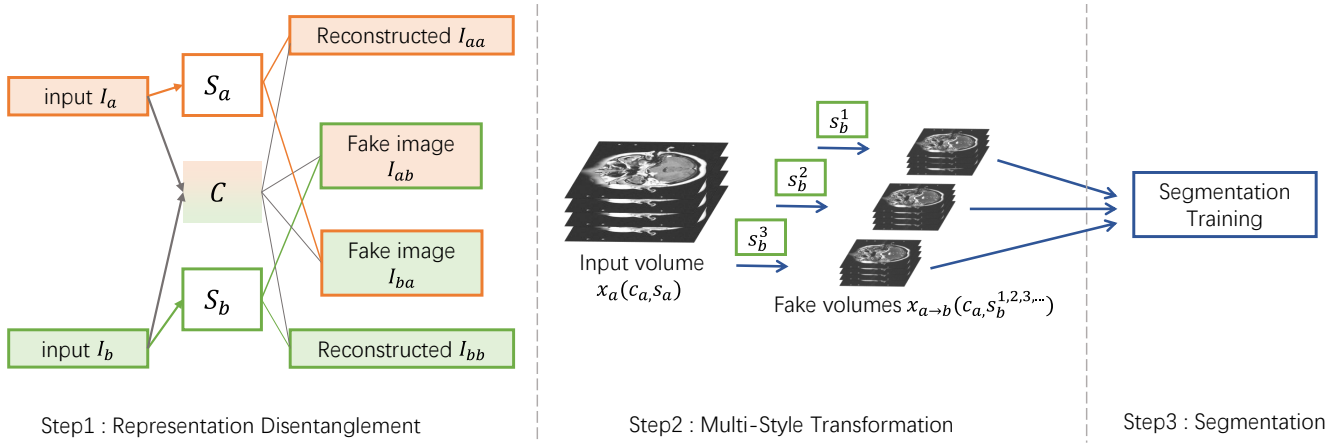 input I_a
S_a
C
S_b
input I_b
Reconstructed I_aa
Fake image
I_ab
Fake image
I_ba
Reconstructed I_bb
Step1 : Representation Disentanglement
Input volume
x_a(c_a,s_a)
s_b^1
s_b^2
s_b^3
Fake volumes x_{a→b}(c_a,s_b^{1,2,3,...})
Step2 : Multi-Style Transformation
Segmentation
Training
Step3 : Segmentation